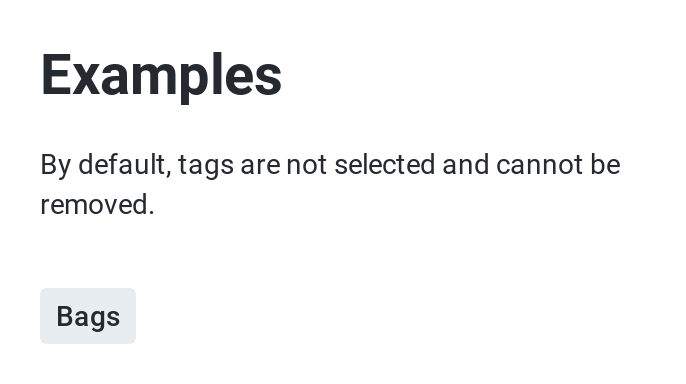 Examples
By default, tags are not selected and cannot be
removed.
Bags